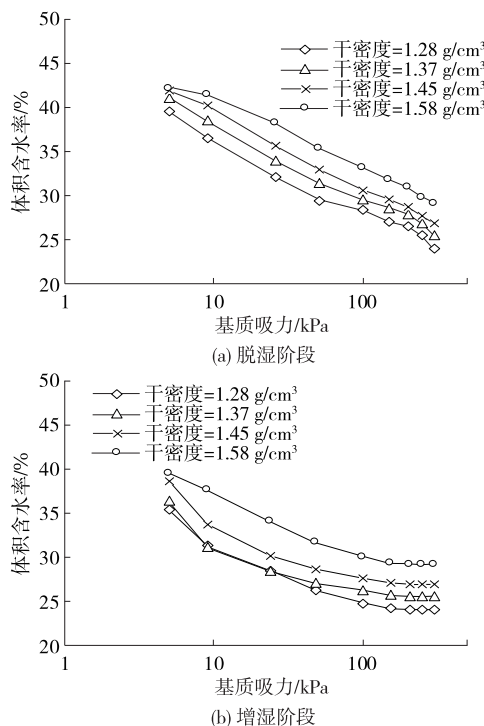 50
45
40
35
30
25
20
体积含水率/%
干密度=1.28 g/cm³
干密度=1.37 g/cm³
干密度=1.45 g/cm³
干密度=1.58 g/cm³
1 10 100
基质吸力/kPa
(a) 脱湿阶段
50
45
40
35
30
25
20
体积含水率/%
干密度=1.28 g/cm³
干密度=1.37 g/cm³
干密度=1.45 g/cm³
干密度=1.58 g/cm³
1 10 100
基质吸力/kPa
(b) 增湿阶段